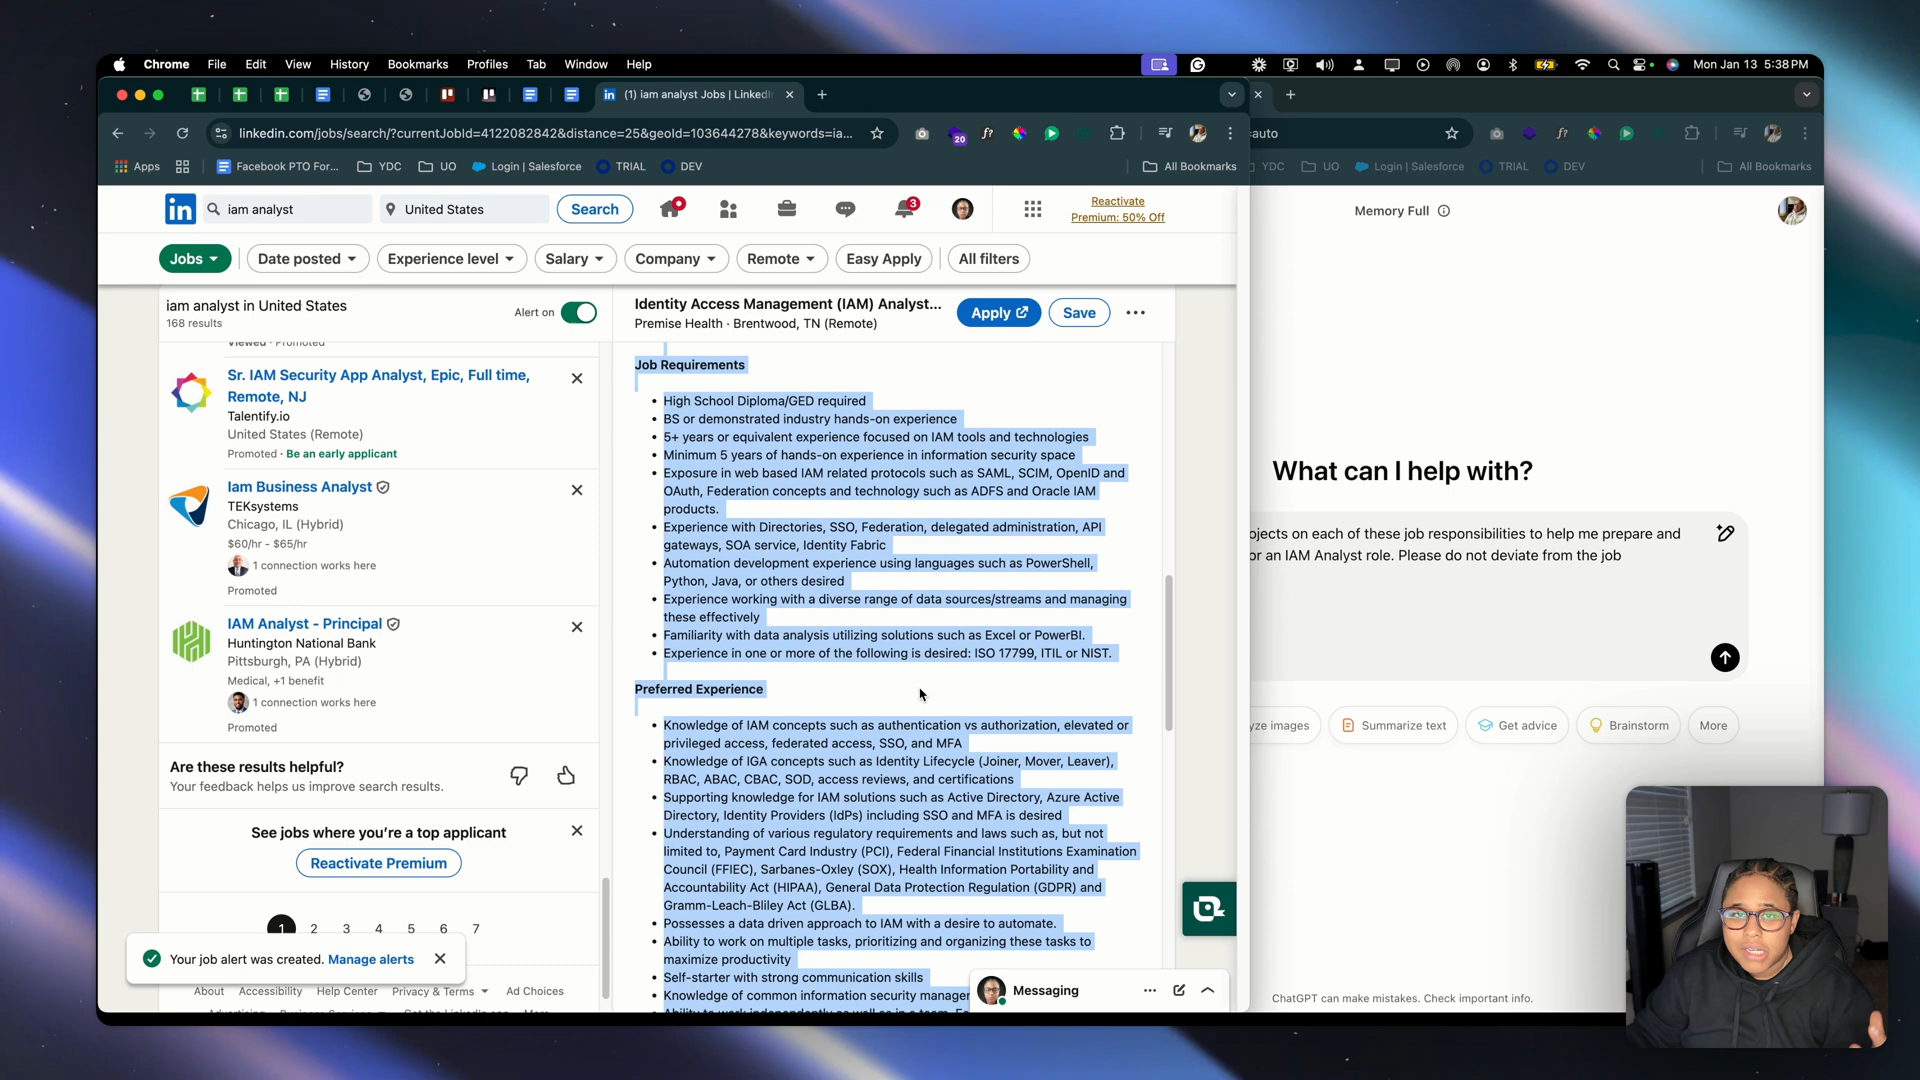 Chrome File Edit View History Bookmarks Profiles Tab Window Help
Mon Jan 13 5:38 PM
(1) iam analyst Jobs | LinkedIn
linkedin.com/jobs/search/?currentJobId=4122082842&distance=25&geoId=103644278&keywords=ia...
20
auto
Apps
Facebook PTO For...
YDC
UO
Login | Salesforce
TRIAL
DEV
All Bookmarks
YDC
UO
Login | Salesforce
TRIAL
DEV
All Bookmarks
in
iam analyst
United States
Search
3
Reactivate
Premium: 50% Off
Jobs
Date posted
Experience level
Salary
Company
Remote
Easy Apply
All filters
iam analyst in United States
168 results
Alert on
Viewed · Promoted
Sr. IAM Security App Analyst, Epic, Full time,
Remote, NJ
Talentify.io
United States (Remote)
Promoted · Be an early applicant
Iam Business Analyst
TEKsystems
Chicago, IL (Hybrid)
$60/hr - $65/hr
1 connection works here
Promoted
IAM Analyst - Principal
Huntington National Bank
Pittsburgh, PA (Hybrid)
Medical, +1 benefit
1 connection works here
Promoted
Are these results helpful?
Your feedback helps us improve search results.
See jobs where you're a top applicant
Reactivate Premium
1 2 3 4 5 6 7
Your job alert was created. Manage alerts
About Accessibility Help Center Privacy & Terms Ad Choices
Identity Access Management (IAM) Analyst...
Premise Health · Brentwood, TN (Remote)
Apply
Save
Job Requirements
• High School Diploma/GED required
• BS or demonstrated industry hands-on experience
• 5+ years or equivalent experience focused on IAM tools and technologies
• Minimum 5 years of hands-on experience in information security space
• Exposure in web based IAM related protocols such as SAML, SCIM, OpenID and
OAuth, Federation concepts and technology such as ADFS and Oracle IAM
products.
• Experience with Directories, SSO, Federation, delegated administration, API
gateways, SOA service, Identity Fabric
• Automation development experience using languages such as PowerShell,
Python, Java, or others desired
• Experience working with a diverse range of data sources/streams and managing
these effectively
• Familiarity with data analysis utilizing solutions such as Excel or PowerBI.
• Experience in one or more of the following is desired: ISO 17799, ITIL or NIST.
Preferred Experience
• Knowledge of IAM concepts such as authentication vs authorization, elevated or
privileged access, federated access, SSO, and MFA
• Knowledge of IGA concepts such as Identity Lifecycle (Joiner, Mover, Leaver),
RBAC, ABAC, CBAC, SOD, access reviews, and certifications
• Supporting knowledge for IAM solutions such as Active Directory, Azure Active
Directory, Identity Providers (IdPs) including SSO and MFA is desired
• Understanding of various regulatory requirements and laws such as, but not
limited to, Payment Card Industry (PCI), Federal Financial Institutions Examination
Council (FFIEC), Sarbanes-Oxley (SOX), Health Information Portability and
Accountability Act (HIPAA), General Data Protection Regulation (GDPR) and
Gramm-Leach-Bliley Act (GLBA).
• Possesses a data driven approach to IAM with a desire to automate.
• Ability to work on multiple tasks, prioritizing and organizing these tasks to
maximize productivity
• Self-starter with strong communication skills
• Knowledge of common information security manager
Messaging
Memory Full
What can I help with?
ojects on each of these job responsibilities to help me prepare and
or an IAM Analyst role. Please do not deviate from the job
yze images
Summarize text
Get advice
Brainstorm
More
ChatGPT can make mistakes. Check important info.